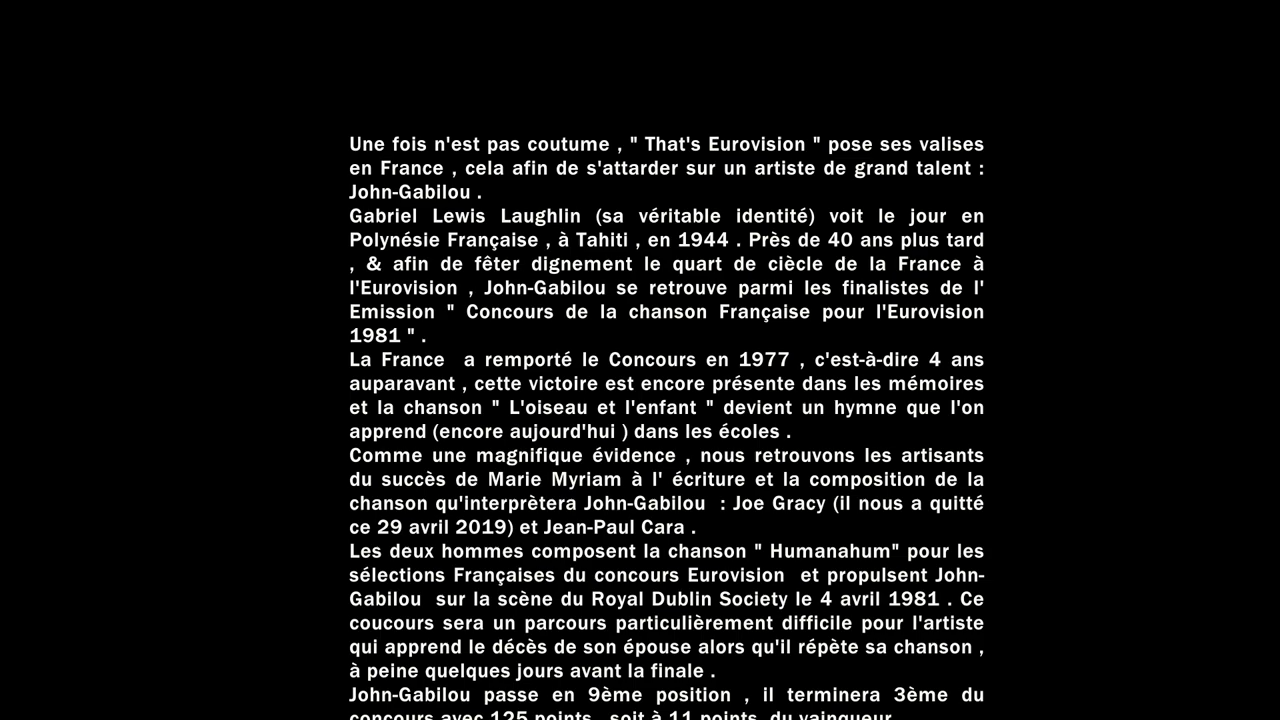 Une fois n'est pas coutume , " That's Eurovision " pose ses valises
en France , cela afin de s'attarder sur un artiste de grand talent :
John-Gabilou .
Gabriel Lewis Laughlin (sa véritable identité) voit le jour en
Polynésie Française , à Tahiti , en 1944 . Près de 40 ans plus tard
, & afin de fêter dignement le quart de ciècle de la France à
l'Eurovision , John-Gabilou se retrouve parmi les finalistes de l'
Emission " Concours de la chanson Française pour l'Eurovision
1981 " .
La France  a remporté le Concours en 1977 , c'est-à-dire 4 ans
auparavant , cette victoire est encore présente dans les mémoires
et la chanson " L'oiseau et l'enfant " devient un hymne que l'on
apprend (encore aujourd'hui ) dans les écoles .
Comme une magnifique évidence , nous retrouvons les artisants
du succès de Marie Myriam à l' écriture et la composition de la
chanson qu'interprètera John-Gabilou  : Joe Gracy (il nous a quitté
ce 29 avril 2019) et Jean-Paul Cara .
Les deux hommes composent la chanson " Humanahum" pour les
sélections Françaises du concours Eurovision  et propulsent John-
Gabilou  sur la scène du Royal Dublin Society le 4 avril 1981 . Ce
coucours sera un parcours particulièrement difficile pour l'artiste
qui apprend le décès de son épouse alors qu'il répète sa chanson ,
à peine quelques jours avant la finale .
John-Gabilou passe en 9ème position , il terminera 3ème du
concours avec 125 points , soit à 11 points  du vainqueur